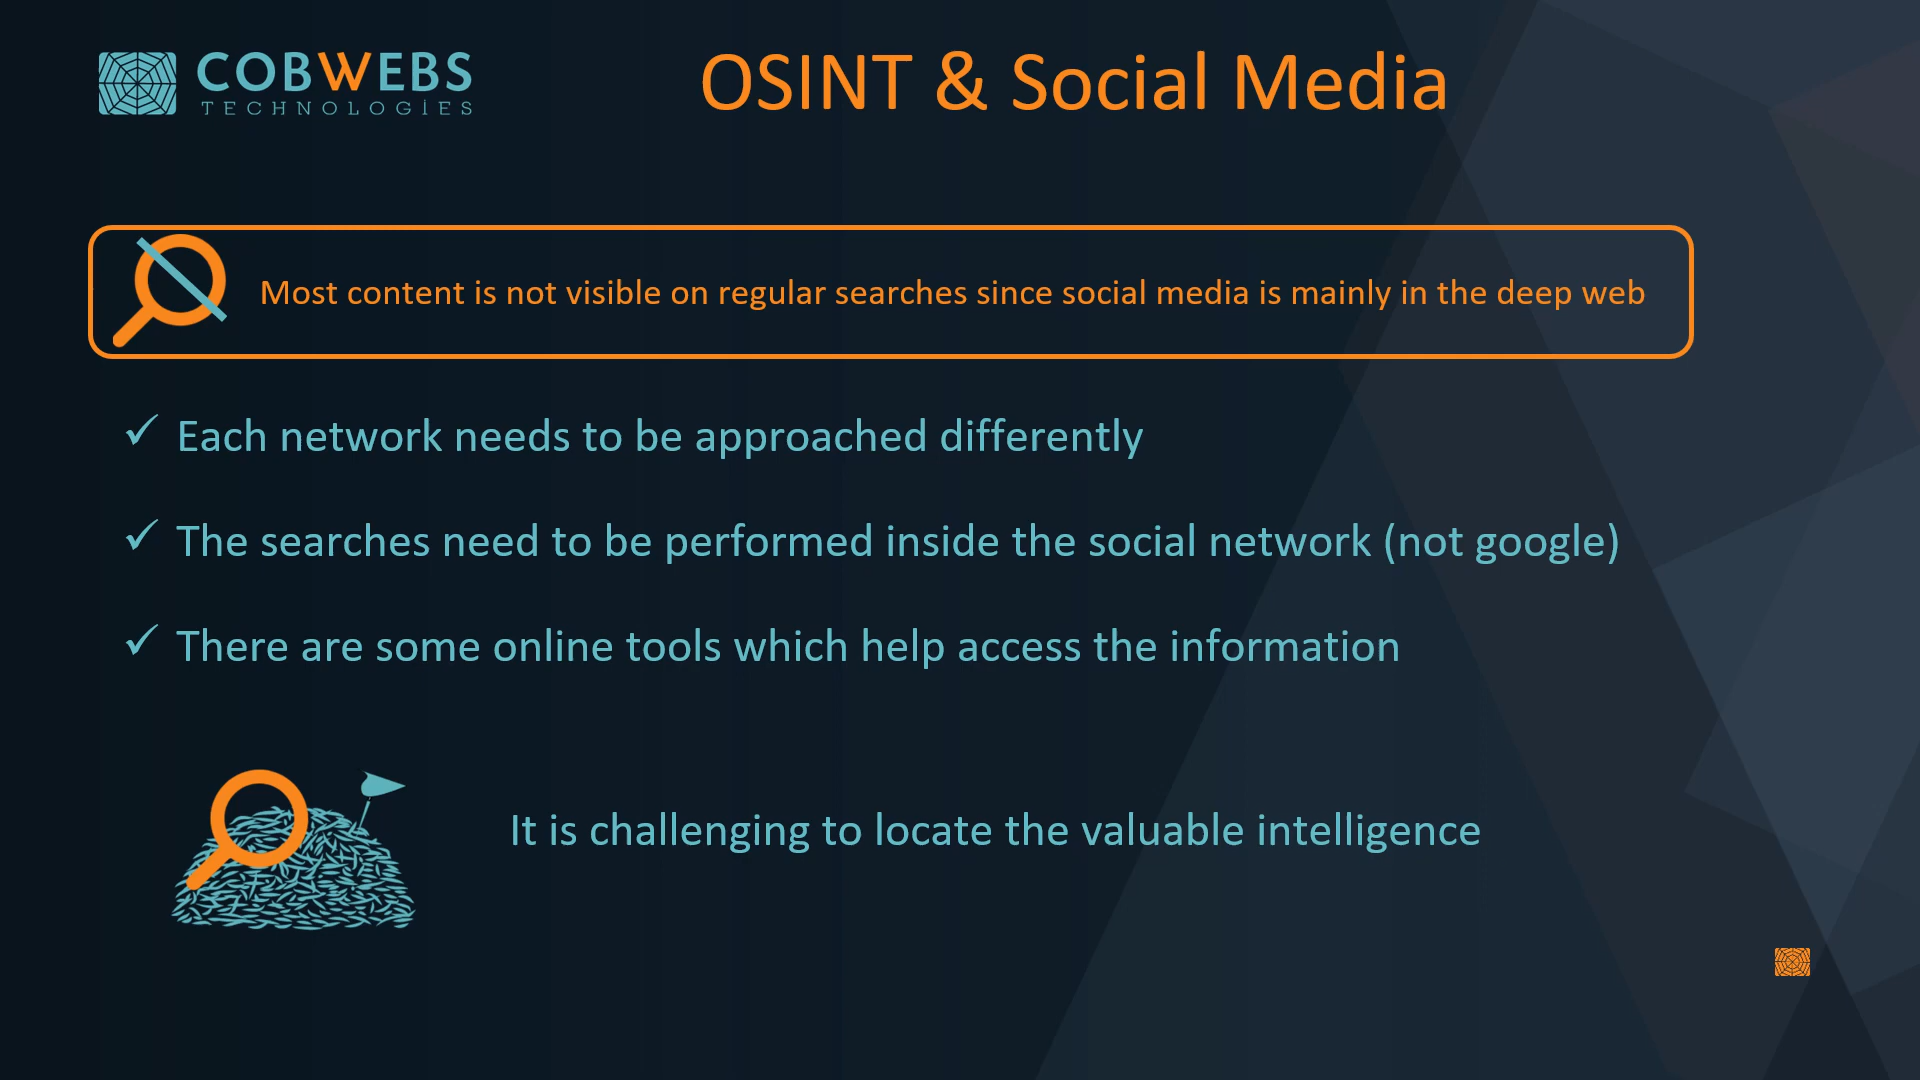 COBWEBS
TECHNOLOGIES
OSINT & Social Media
Most content is not visible on regular searches since social media is mainly in the deep web
✓ Each network needs to be approached differently
✓ The searches need to be performed inside the social network (not google)
✓ There are some online tools which help access the information
It is challenging to locate the valuable intelligence